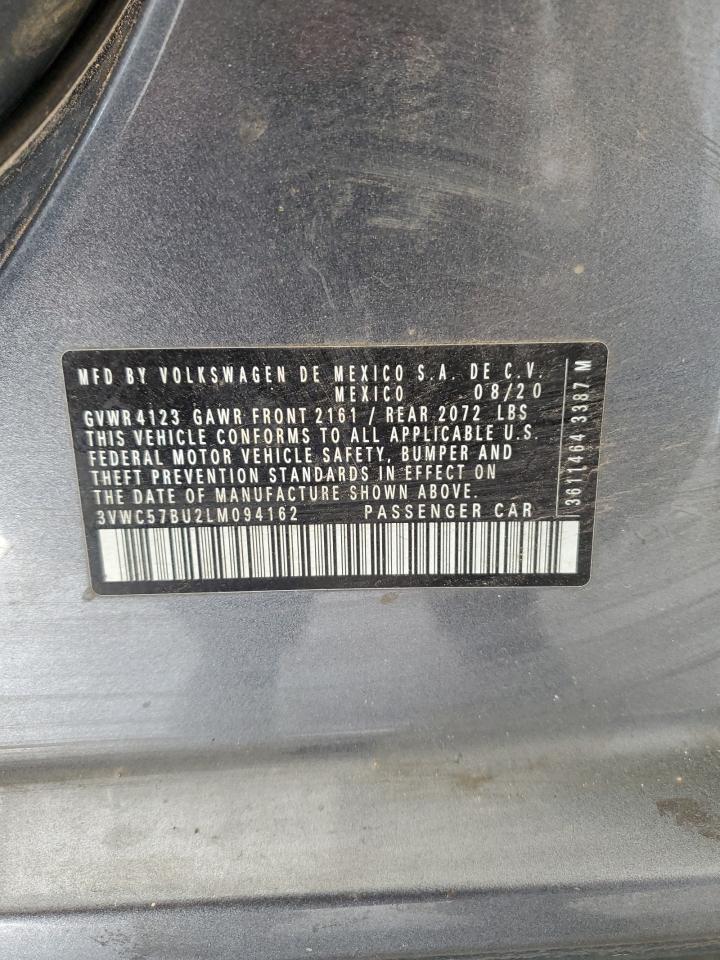 MFD BY VOLKSWAGEN DE MEXICO S.A. DE C.V.
MEXICO 08/20
GVWR 4123 GAWR FRONT 2161 / REAR 2072 LBS
THIS VEHICLE CONFORMS TO ALL APPLICABLE U.S.
FEDERAL MOTOR VEHICLE SAFETY, BUMPER AND
THEFT PREVENTION STANDARDS IN EFFECT ON
THE DATE OF MANUFACTURE SHOWN ABOVE.
3VWC57BU2LM094162 PASSENGER CAR
3611464 3387 M